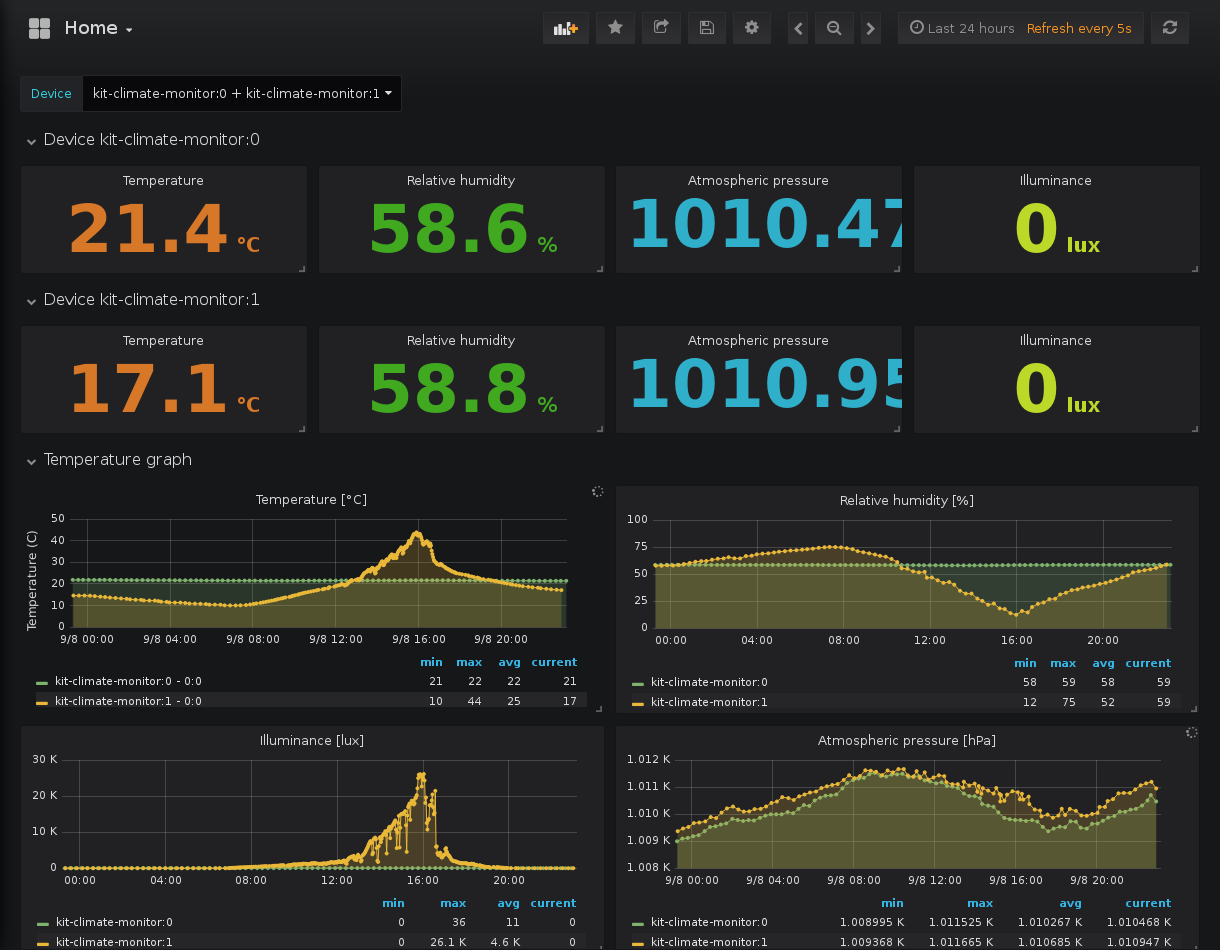 Home
Last 24 hours Refresh every 5s
Device kit-climate-monitor:0 + kit-climate-monitor:1
Device kit-climate-monitor:0
Temperature Relative humidity Atmospheric pressure Illuminance
21.4 °C 58.6 % 1010.47 0 lux
Device kit-climate-monitor:1
Temperature Relative humidity Atmospheric pressure Illuminance
17.1 °C 58.8 % 1010.95 0 lux
Temperature graph
Temperature [°C]
Temperature (C)
50
40
30
20
10
0
9/8 00:00 9/8 04:00 9/8 08:00 9/8 12:00 9/8 16:00 9/8 20:00
min max avg current
kit-climate-monitor:0 - 0:0 21 22 22 21
kit-climate-monitor:1 - 0:0 10 44 25 17
Relative humidity [%]
100
75
50
25
0
00:00 04:00 08:00 12:00 16:00 20:00
min max avg current
kit-climate-monitor:0 58 59 58 59
kit-climate-monitor:1 12 75 52 59
Illuminance [lux]
30 K
20 K
10 K
0
00:00 04:00 08:00 12:00 16:00 20:00
min max avg current
kit-climate-monitor:0 0 36 11 0
kit-climate-monitor:1 0 26.1 K 4.6 K 0
Atmospheric pressure [hPa]
1.012 K
1.011 K
1.010 K
1.009 K
1.008 K
9/8 00:00 9/8 04:00 9/8 08:00 9/8 12:00 9/8 16:00 9/8 20:00
min max avg current
kit-climate-monitor:0 1.008995 K 1.011525 K 1.010267 K 1.010468 K
kit-climate-monitor:1 1.009368 K 1.011665 K 1.010685 K 1.010947 K